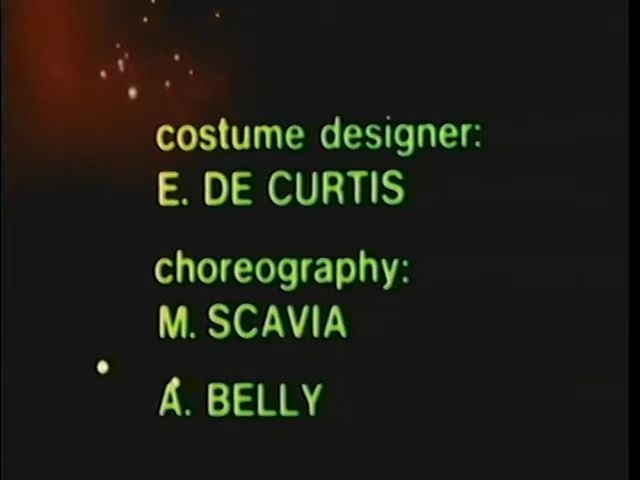 costume designer:
E. DE CURTIS
choreography:
M. SCAVIA
A. BELLY